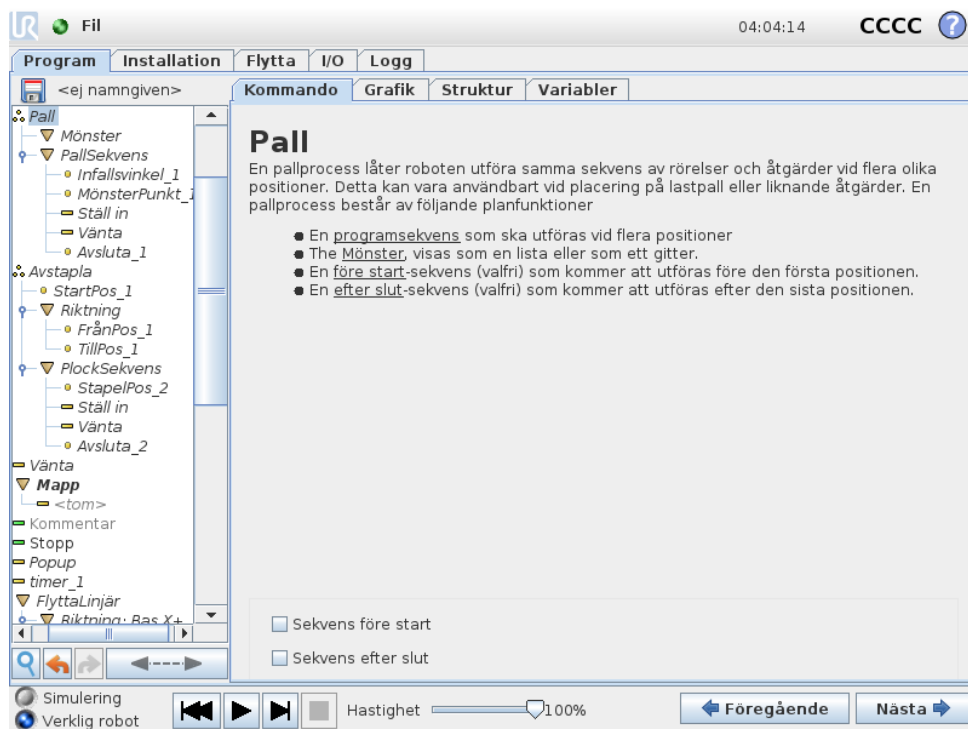 UR Fil 04:04:14 CCCC ?
Program Installation Flytta I/O Logg
<ej namngiven>
Kommando Grafik Struktur Variabler
Pall
Mönster
PallSekvens
Infallsvinkel_1
MönsterPunkt_1
Ställ in
Vänta
Avsluta_1
Avstapla
StartPos_1
Riktning
FrånPos_1
TillPos_1
PlockSekvens
StapelPos_2
Ställ in
Vänta
Avsluta_2
Vänta
Mapp
<tom>
Kommentar
Stopp
Popup
timer_1
FlyttaLinjär
Riktning: Bas X+
Pall
En pallprocess låter roboten utföra samma sekvens av rörelser och åtgärder vid flera olika
positioner. Detta kan vara användbart vid placering på lastpall eller liknande åtgärder. En
pallprocess består av följande planfunktioner
En programsekvens som ska utföras vid flera positioner
The Mönster, visas som en lista eller som ett gitter.
En före start-sekvens (valfri) som kommer att utföras före den första positionen.
En efter slut-sekvens (valfri) som kommer att utföras efter den sista positionen.
Sekvens före start
Sekvens efter slut
Simulering
Verklig robot
Hastighet 100%
Föregående
Nästa